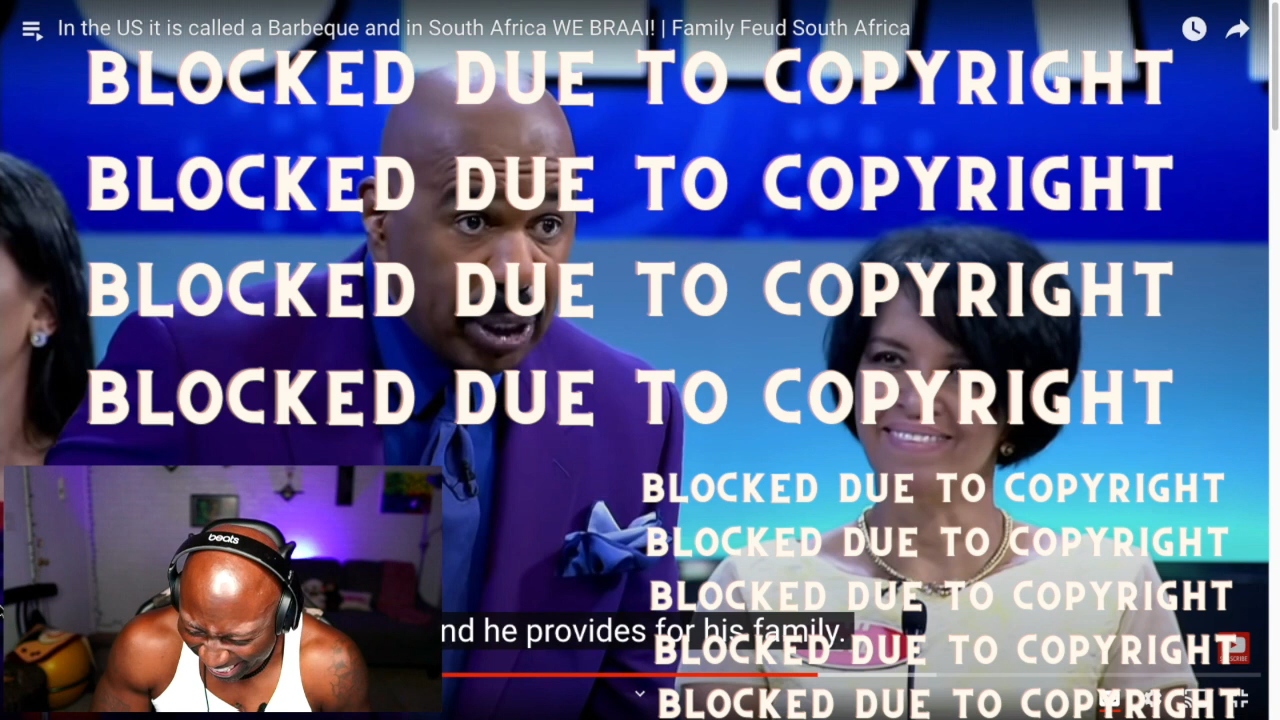 In the US it is called a Barbeque and in South Africa WE BRAAI! | Family Feud South Africa
BLOCKED DUE TO COPYRIGHT
BLOCKED DUE TO COPYRIGHT
BLOCKED DUE TO COPYRIGHT
BLOCKED DUE TO COPYRIGHT
BLOCKED DUE TO COPYRIGHT
BLOCKED DUE TO COPYRIGHT
beats
BLOCKED DUE TO COPYRIGHT
nd he provides for his family.
BLOCKED DUE TO COPYRIGHT
SUBSCRIBE
BLOCKED DUE TO COPYRIGHT